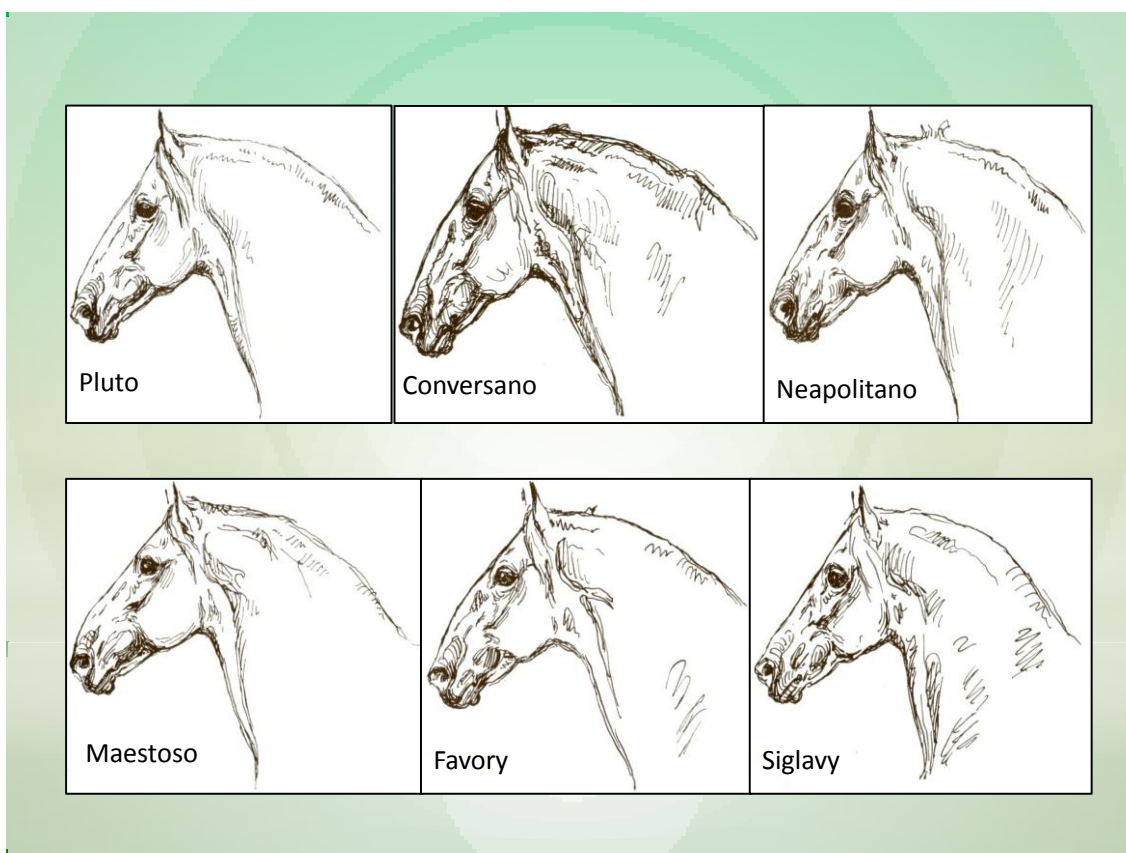 Pluto
Conversano
Neapolitano
Maestoso
Favory
Siglavy